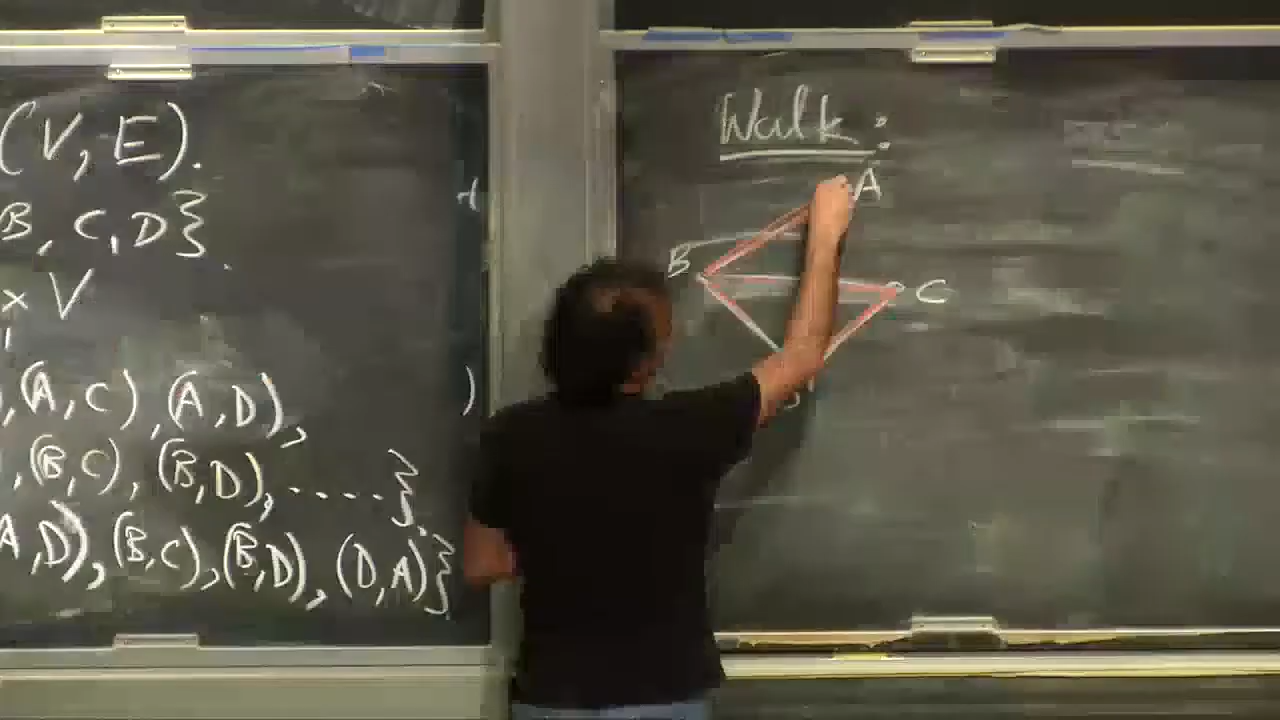 (V, E).
B, C, D}
x V
), (A, C), (A, D),
, (B, C), (B, D), ....}.
A, D), (B, C), (B, D), (D, A)}
)
Walk:
A
B
C